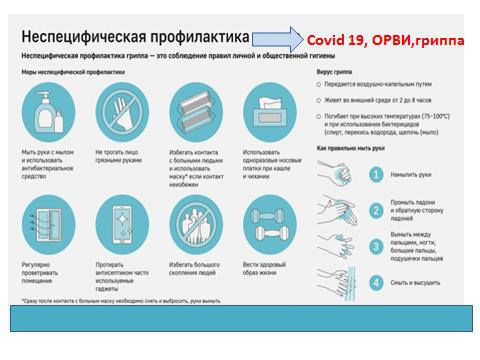 Неспецифическая профилактика
Covid 19, ОРВИ,гриппа
Неспецифическая профилактика гриппа — это соблюдение правил личной и общественной гигиены
Меры неспецифической профилактики
Мыть руки с мылом
и использовать
антибактериальное
средство
Не трогать лицо
грязными руками
Избегать контакта
с больными людьми
и использовать
маску* если контакт
неизбежен
Использовать
одноразовые носовые
платки при кашле
и чихании
Регулярно
проветривать
помещение
Протирать
антисептиком часто
используемые
гаджеты
Избегать большого
скопления людей
Вести здоровый
образ жизни
*Сразу после контакта с больным маску необходимо снять и выбросить, руки вымыть
Вирус гриппа
Передается воздушно-капельным путем
Живет во внешней среде от 2 до 8 часов
Погибает при высоких температурах (75-100°C)
и при использовании бактерицидов
(спирт, перекись водорода, щелочь (мыло)
Как правильно мыть руки
1 Намылить руки
2 Промыть ладони
и обратную сторону
ладоней
3 Вымыть между
пальцами, ногти,
большие пальцы,
подушечки пальцев
4 Смыть и высушить